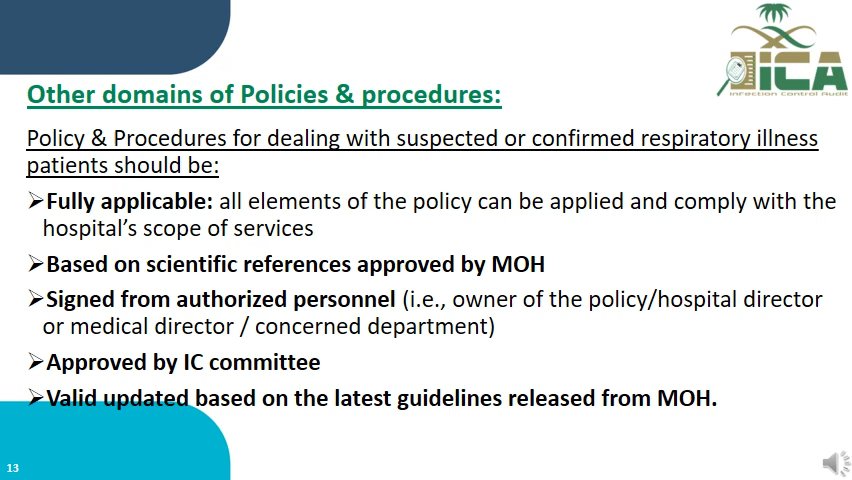 ICA
Infection Control Audit
Other domains of Policies & procedures:
Policy & Procedures for dealing with suspected or confirmed respiratory illness
patients should be:
➢Fully applicable: all elements of the policy can be applied and comply with the
hospital's scope of services
➢Based on scientific references approved by MOH
➢Signed from authorized personnel (i.e., owner of the policy/hospital director
or medical director / concerned department)
➢Approved by IC committee
➢Valid updated based on the latest guidelines released from MOH.
13